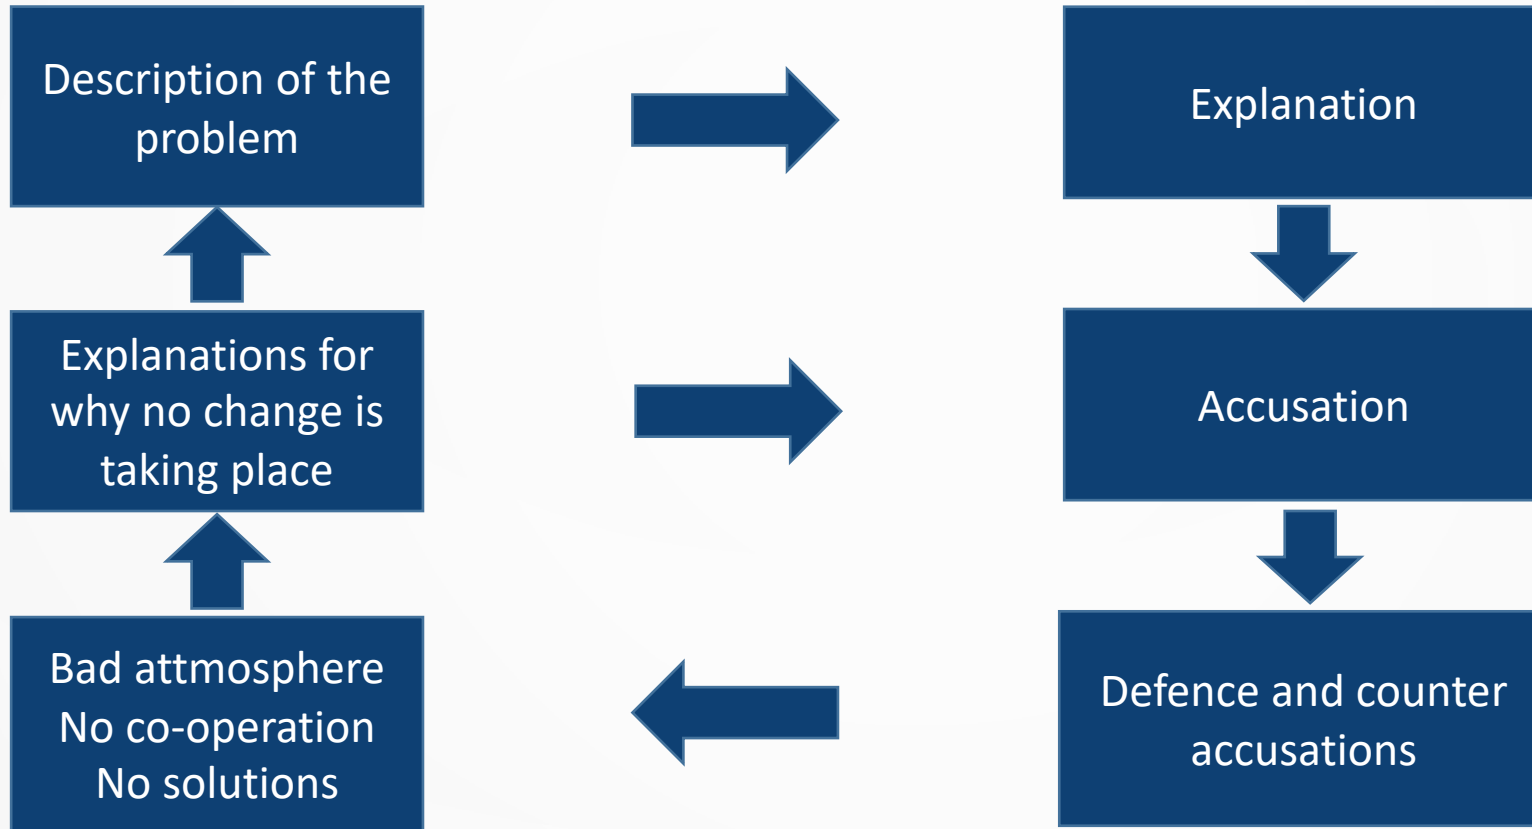 Description of the
problem
Explanation
Explanations for
why no change is
taking place
Accusation
Bad attmosphere
No co-operation
No solutions
Defence and counter
accusations